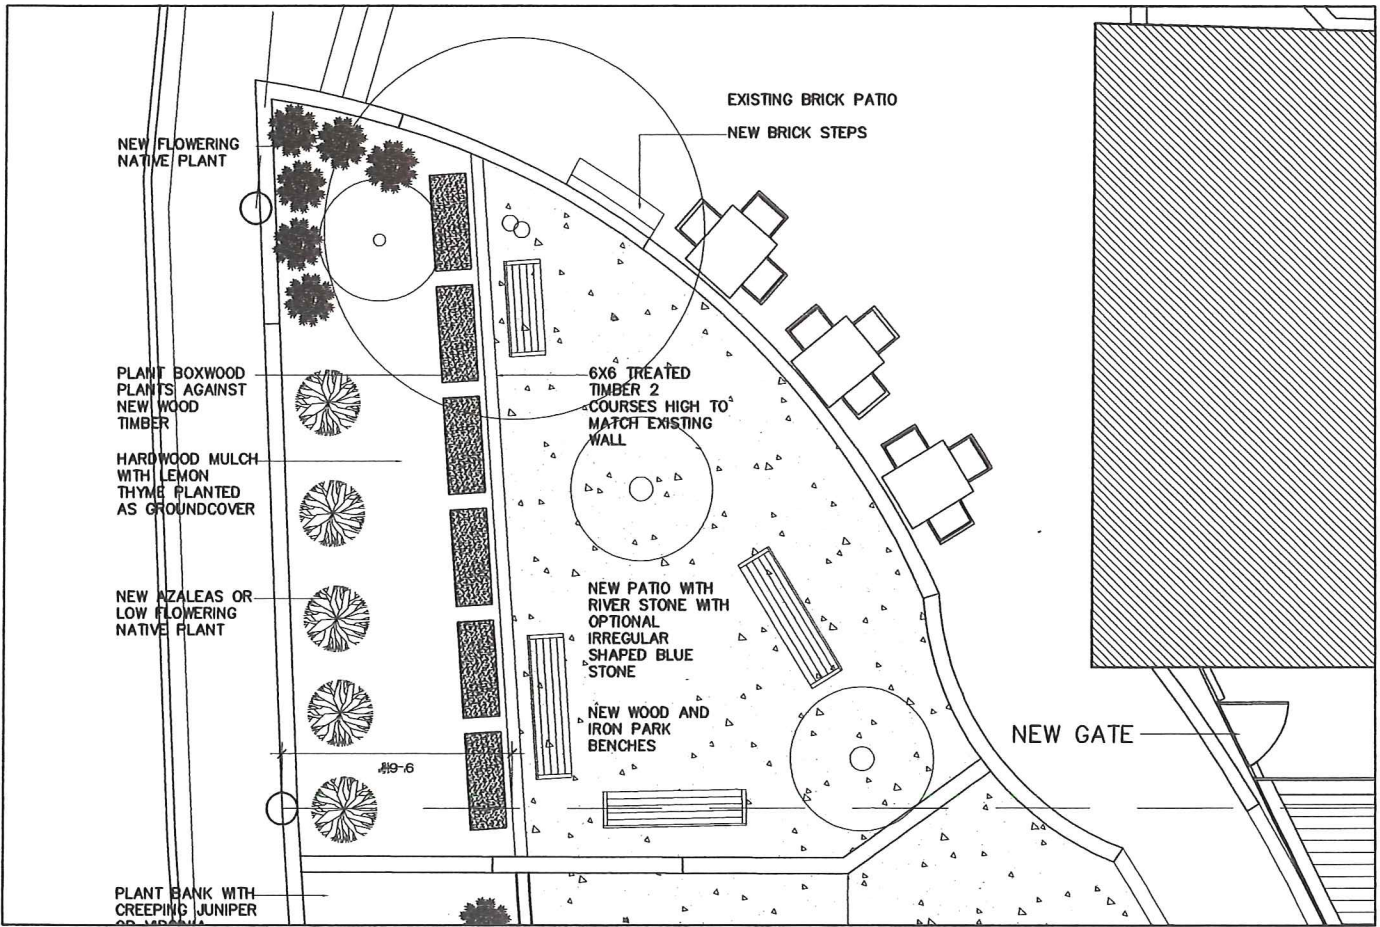 EXISTING BRICK PATIO
NEW BRICK STEPS
NEW FLOWERING
NATIVE PLANT
PLANT BOXWOOD
PLANTS AGAINST
NEW WOOD
TIMBER
6X6 TREATED
TIMBER 2
COURSES HIGH TO
MATCH EXISTING
WALL
HARDWOOD MULCH
WITH LEMON
THYME PLANTED
AS GROUNDCOVER
NEW AZALEAS OR
LOW FLOWERING
NATIVE PLANT
NEW PATIO WITH
RIVER STONE WITH
OPTIONAL
IRREGULAR
SHAPED BLUE
STONE
NEW WOOD AND
IRON PARK
BENCHES
NEW GATE
PLANT BANK WITH
CREEPING JUNIPER
OR VIRGINIA